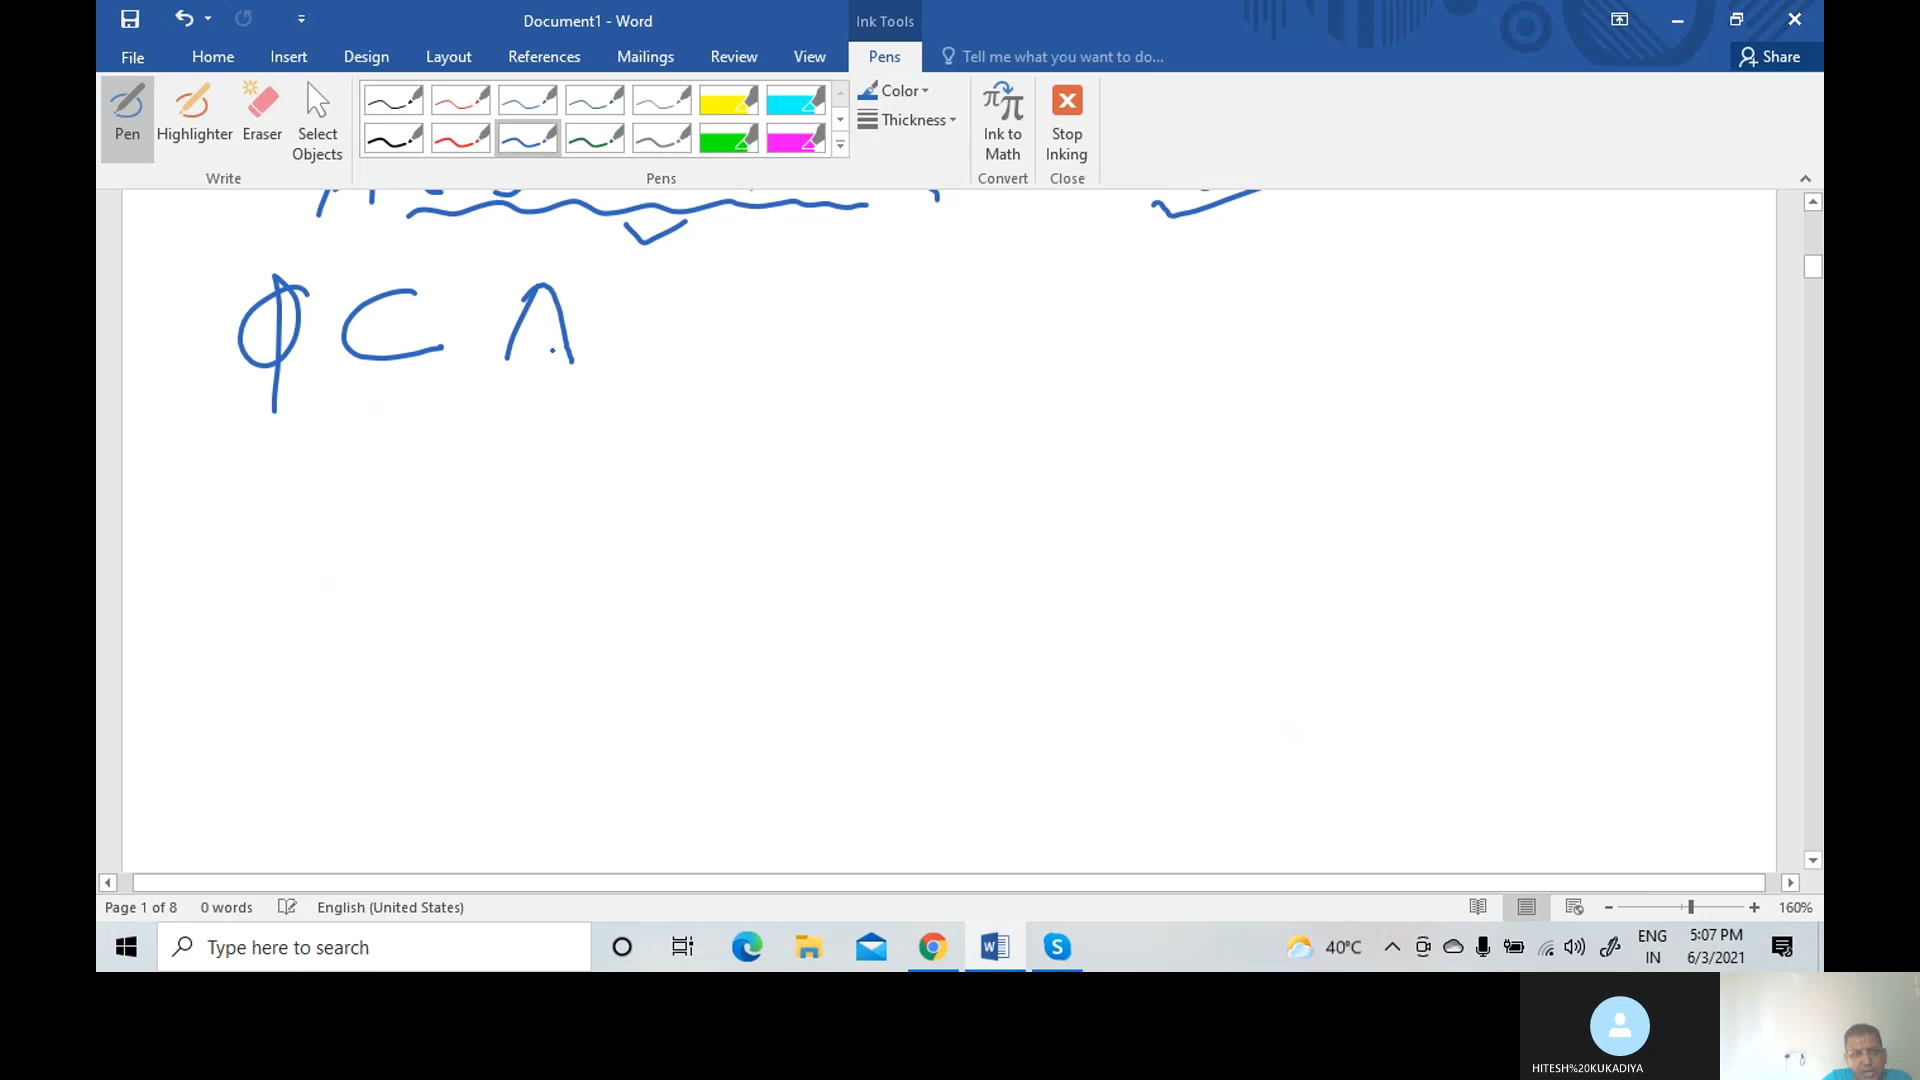 Document1 - Word
Ink Tools
File Home Insert Design Layout References Mailings Review View Pens Tell me what you want to do... Share
Pen Highlighter Eraser Select Objects
Color
Thickness
Ink to Math
Stop Inking
Write Pens Convert Close
ϕ ⊂
Page 1 of 8 0 words English (United States) 160%
Type here to search
40°C
ENG
IN
5:07 PM
6/3/2021
HITESH%20KUKADIYA